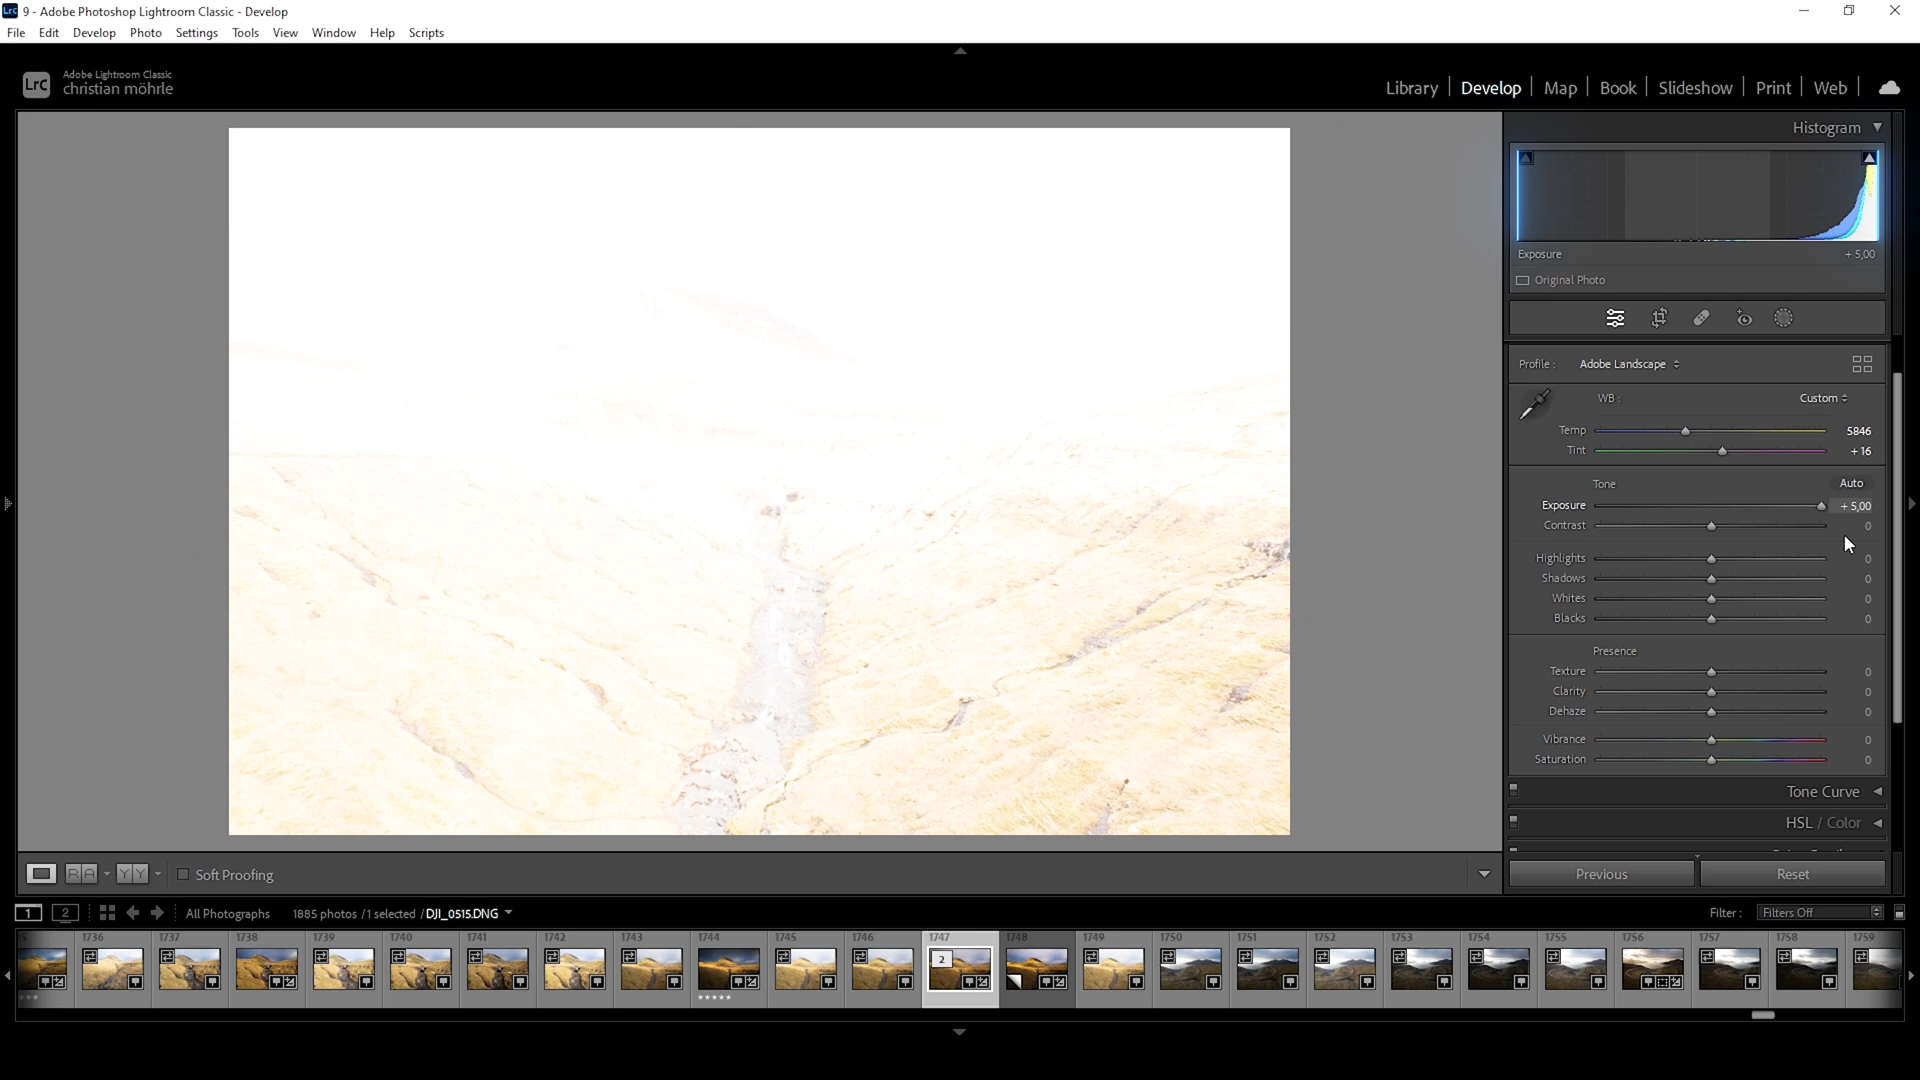 Lrc 9 - Adobe Photoshop Lightroom Classic - Develop
File Edit Develop Photo Settings Tools View Window Help Scripts
Lrc Adobe Lightroom Classic
christian möhrle
Library Develop Map Book Slideshow Print Web
Histogram
Exposure +5,00
Original Photo
Profile : Adobe Landscape
WB : Custom
Temp 5846
Tint + 16
Tone Auto
Exposure + 5,00
Contrast 0
Highlights 0
Shadows 0
Whites 0
Blacks 0
Presence
Texture 0
Clarity 0
Dehaze 0
Vibrance 0
Saturation 0
Tone Curve
HSL / Color
R A Y Y Soft Proofing
Previous Reset
1 2 All Photographs 1885 photos / 1 selected / DJI_0515.DNG Filter : Filters Off
1736 1737 1738 1739 1740 1741 1742 1743 1744 1745 1746 1747 1748 1749 1750 1751 1752 1753 1754 1755 1756 1757 1758 1759
2